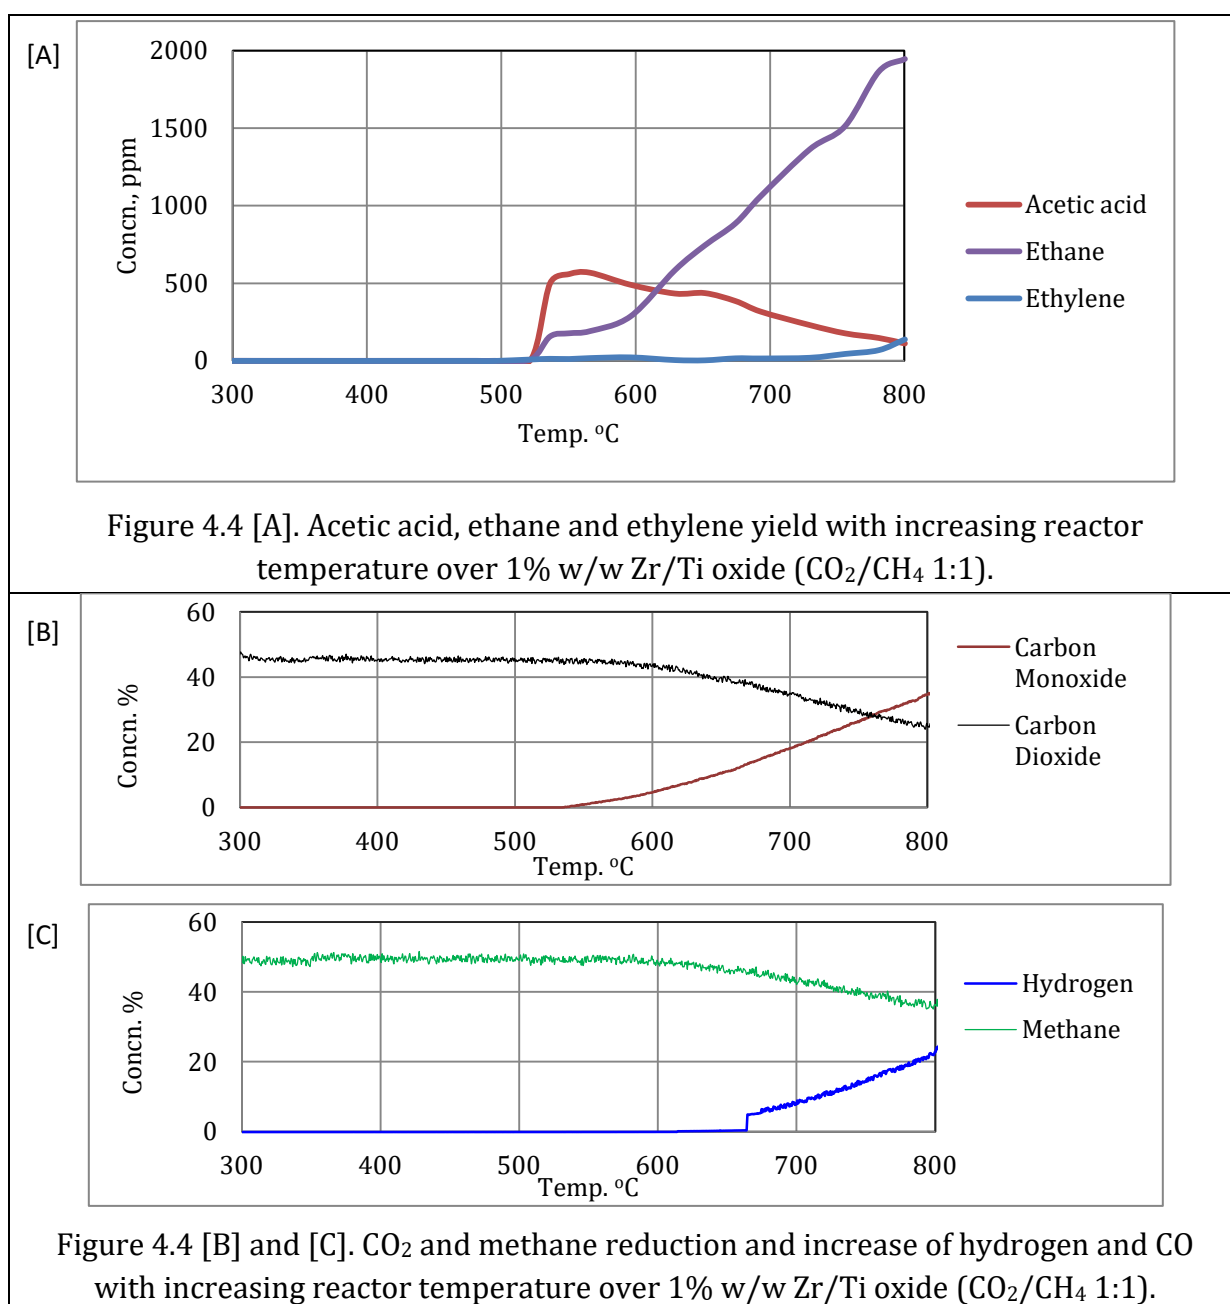 [A]
2000
1500
1000
500
0
Concn., ppm
300 400 500 600 700 800
Temp. ⁰C
Acetic acid
Ethane
Ethylene
Figure 4.4 [A]. Acetic acid, ethane and ethylene yield with increasing reactor
temperature over 1% w/w Zr/Ti oxide (CO₂/CH₄ 1:1).
[B]
60
40
20
0
Concn. %
300 400 500 600 700 800
Temp. ⁰C
Carbon
Monoxide
Carbon
Dioxide
[C]
60
40
20
0
Concn. %
300 400 500 600 700 800
Temp. ⁰C
Hydrogen
Methane
Figure 4.4 [B] and [C]. CO₂ and methane reduction and increase of hydrogen and CO
with increasing reactor temperature over 1% w/w Zr/Ti oxide (CO₂/CH₄ 1:1).